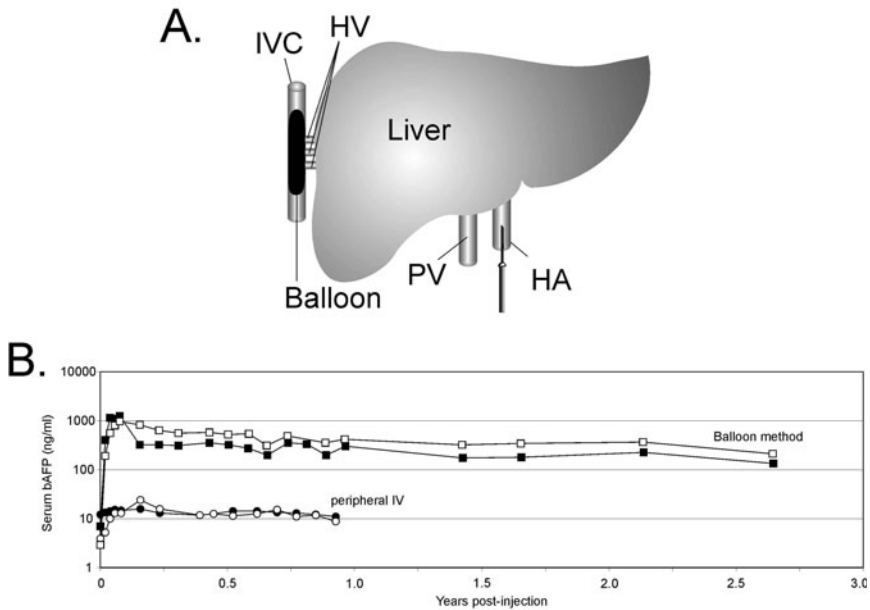 A.
IVC
HV
Liver
PV
HA
Balloon
B.
Serum bAFP (ng/ml)
10000
1000
100
10
1
Balloon method
peripheral IV
0
0.5
1.0
1.5
2.0
2.5
3.0
Years post-injection